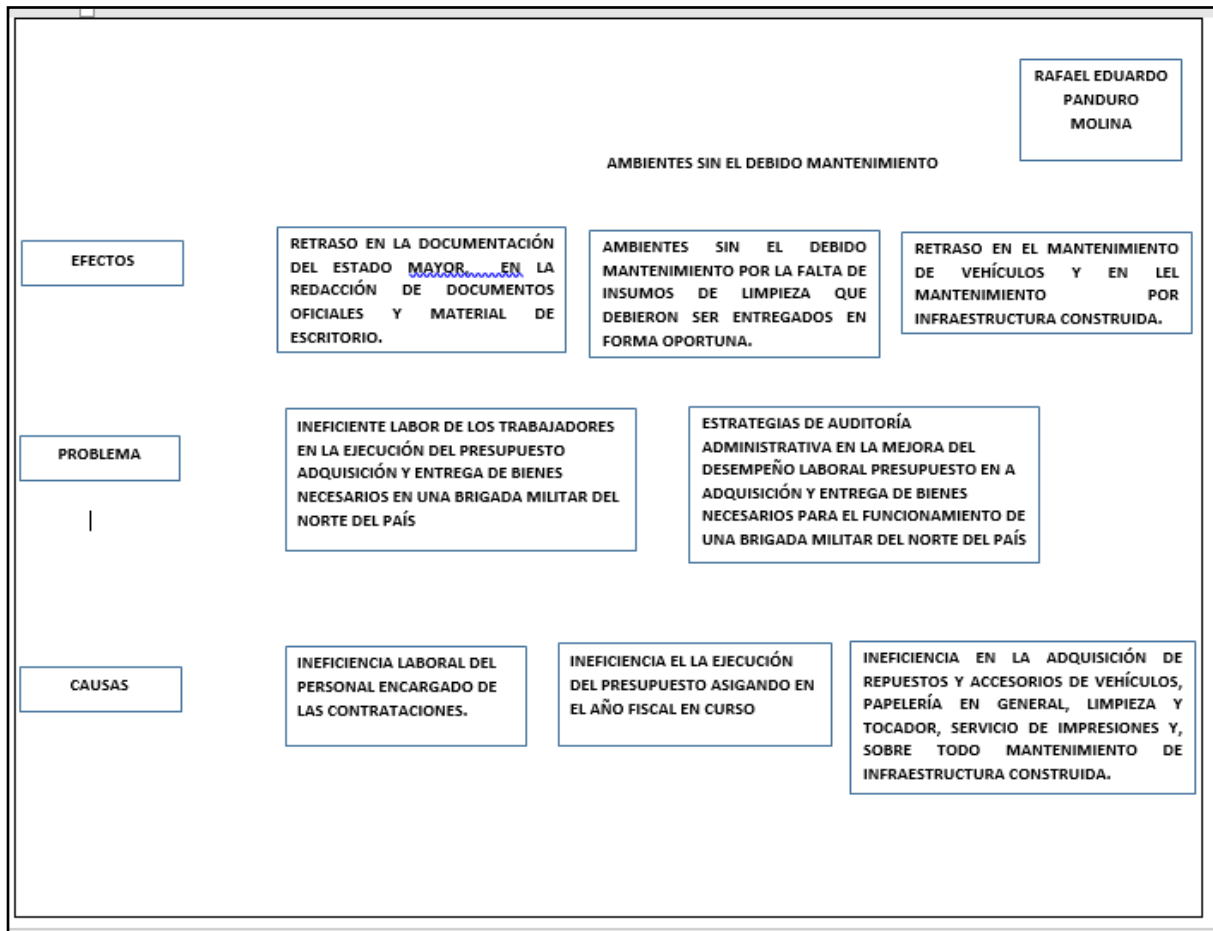 RAFAEL EDUARDO
PANDURO
MOLINA
AMBIENTES SIN EL DEBIDO MANTENIMIENTO
EFECTOS
RETRASO EN LA DOCUMENTACIÓN
DEL ESTADO MAYOR, EN LA
REDACCIÓN DE DOCUMENTOS
OFICIALES Y MATERIAL DE
ESCRITORIO.
AMBIENTES SIN EL DEBIDO
MANTENIMIENTO POR LA FALTA DE
INSUMOS DE LIMPIEZA QUE
DEBIERON SER ENTREGADOS EN
FORMA OPORTUNA.
RETRASO EN EL MANTENIMIENTO
DE VEHÍCULOS Y EN LEL
MANTENIMIENTO POR
INFRAESTRUCTURA CONSTRUIDA.
PROBLEMA
INEFICIENTE LABOR DE LOS TRABAJADORES
EN LA EJECUCIÓN DEL PRESUPUESTO
ADQUISICIÓN Y ENTREGA DE BIENES
NECESARIOS EN UNA BRIGADA MILITAR DEL
NORTE DEL PAÍS
ESTRATEGIAS DE AUDITORÍA
ADMINISTRATIVA EN LA MEJORA DEL
DESEMPEÑO LABORAL PRESUPUESTO EN A
ADQUISICIÓN Y ENTREGA DE BIENES
NECESARIOS PARA EL FUNCIONAMIENTO DE
UNA BRIGADA MILITAR DEL NORTE DEL PAÍS
CAUSAS
INEFICIENCIA LABORAL DEL
PERSONAL ENCARGADO DE
LAS CONTRATACIONES.
INEFICIENCIA EL LA EJECUCIÓN
DEL PRESUPUESTO ASIGANDO EN
EL AÑO FISCAL EN CURSO
INEFICIENCIA EN LA ADQUISICIÓN DE
REPUESTOS Y ACCESORIOS DE VEHÍCULOS,
PAPELERÍA EN GENERAL, LIMPIEZA Y
TOCADOR, SERVICIO DE IMPRESIONES Y,
SOBRE TODO MANTENIMIENTO DE
INFRAESTRUCTURA CONSTRUIDA.